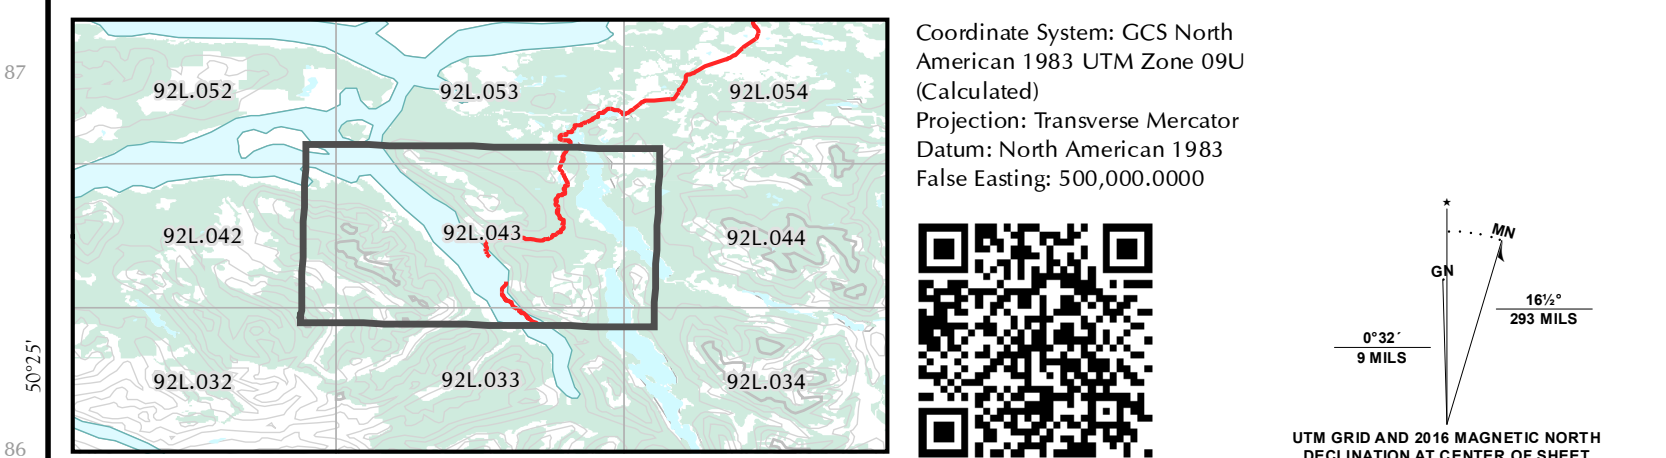 87
92L.052
92L.053
92L.054
92L.042
92L.043
92L.044
92L.032
92L.033
92L.034
50°25'
86
Coordinate System: GCS North
American 1983 UTM Zone 09U
(Calculated)
Projection: Transverse Mercator
Datum: North American 1983
False Easting: 500,000.0000
MN
GN
16½°
293 MILS
0°32´
9 MILS
UTM GRID AND 2016 MAGNETIC NORTH
DECLINATION AT CENTER OF SHEET